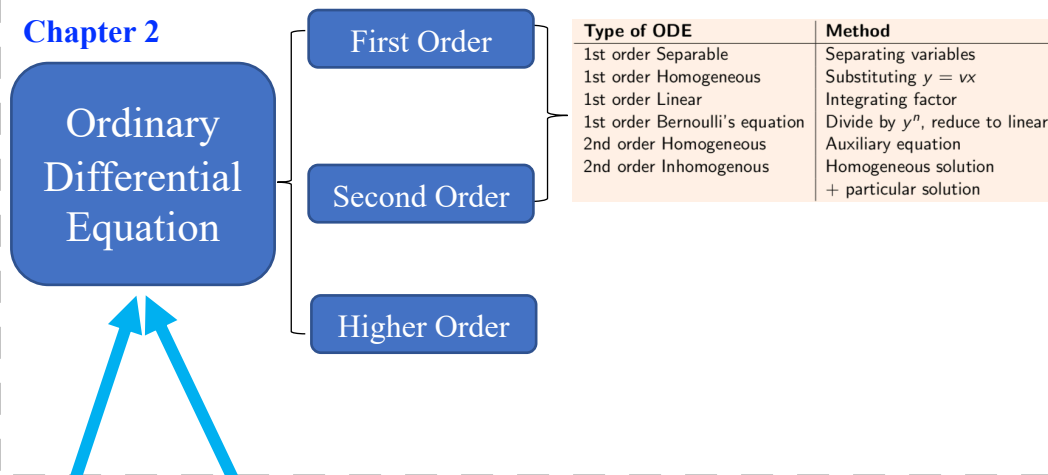 Chapter 2
Ordinary
Differential
Equation
First Order
Second Order
Higher Order
Type of ODE Method
1st order Separable Separating variables
1st order Homogeneous Substituting y = vx
1st order Linear Integrating factor
1st order Bernoulli's equation Divide by yⁿ, reduce to linear
2nd order Homogeneous Auxiliary equation
2nd order Inhomogenous Homogeneous solution
+ particular solution